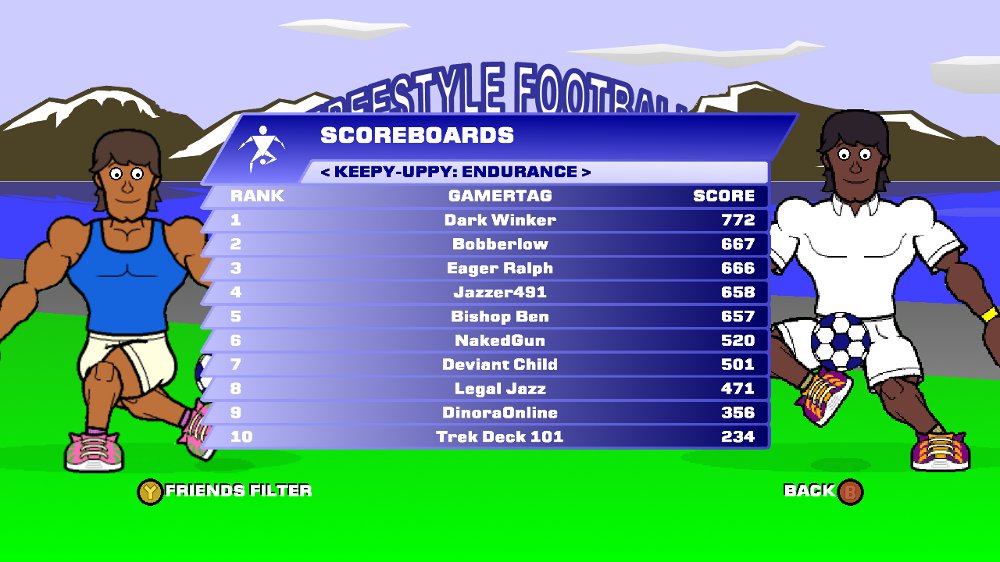 FREESTYLE FOOTBALL
SCOREBOARDS
< KEEPY-UPPY: ENDURANCE >
RANK GAMERTAG SCORE
1 Dark Winker 772
2 Bobberlow 667
3 Eager Ralph 666
4 Jazzer491 658
5 Bishop Ben 657
6 NakedGun 520
7 Deviant Child 501
8 Legal Jazz 471
9 DinoraOnline 356
10 Trek Deck 101 234
Y FRIENDS FILTER BACK B